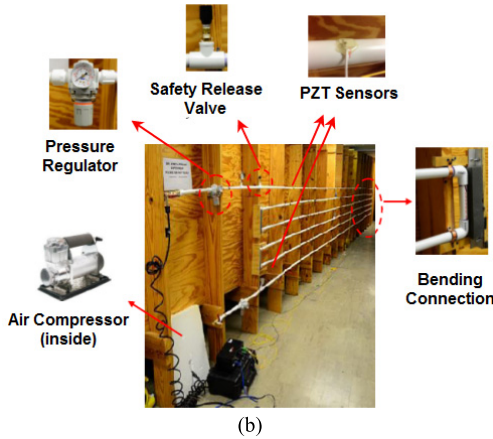 Safety Release
Valve
PZT Sensors
Pressure
Regulator
Bending
Connection
Air Compressor
(inside)
(b)